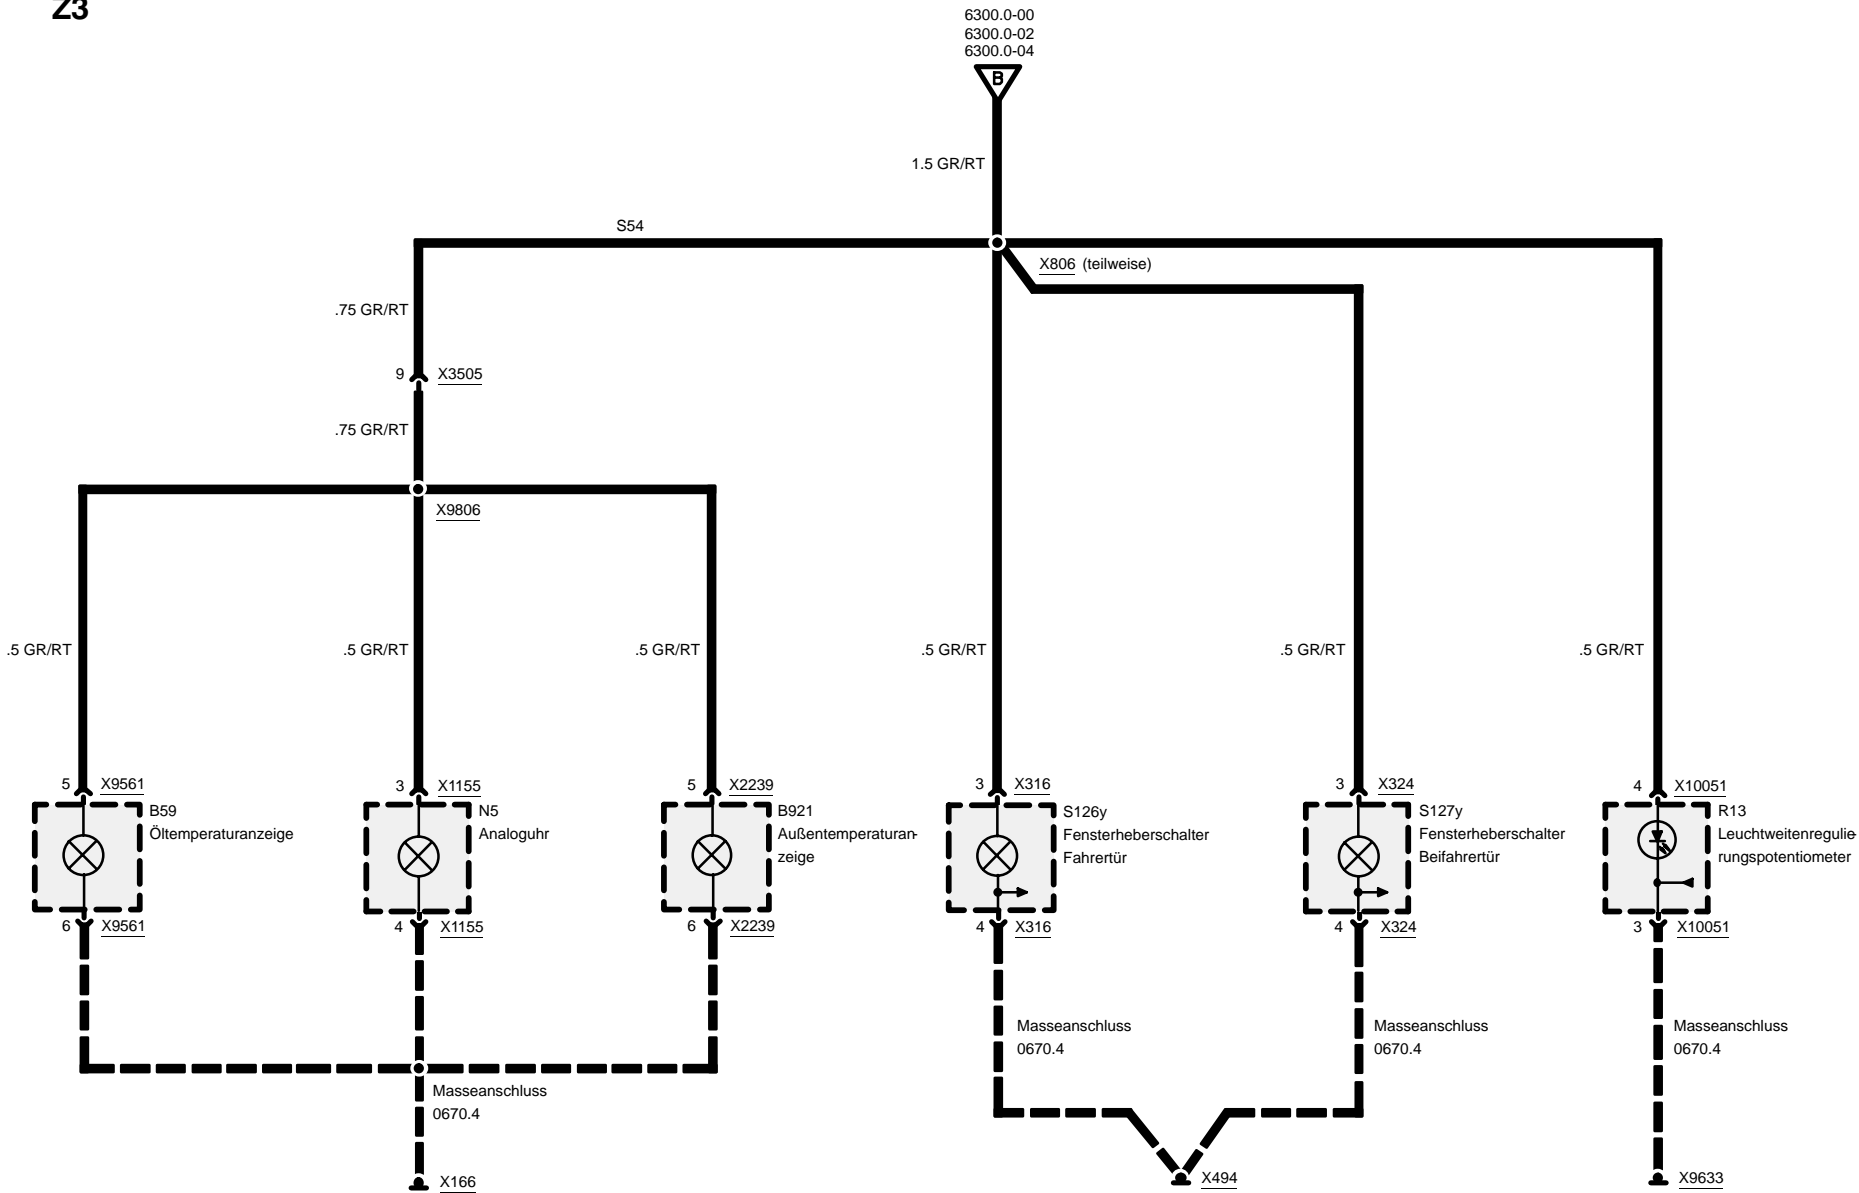 Z3
6300.0-00
6300.0-02
6300.0-04
B
1.5 GR/RT
S54
X806 (teilweise)
.75 GR/RT
9 X3505
.75 GR/RT
X9806
.5 GR/RT
.5 GR/RT
.5 GR/RT
.5 GR/RT
.5 GR/RT
.5 GR/RT
5 X9561
3 X1155
5 X2239
3 X316
3 X324
4 X10051
B59
Öltemperaturanzeige
N5
Analoguhr
B921
Außentemperaturan-
zeige
S126y
Fensterheberschalter
Fahrertür
S127y
Fensterheberschalter
Beifahrertür
R13
Leuchtweitenregulie-
rungspotentiometer
6 X9561
4 X1155
6 X2239
4 X316
4 X324
3 X10051
Masseanschluss
0670.4
Masseanschluss
0670.4
Masseanschluss
0670.4
Masseanschluss
0670.4
X166
X494
X9633